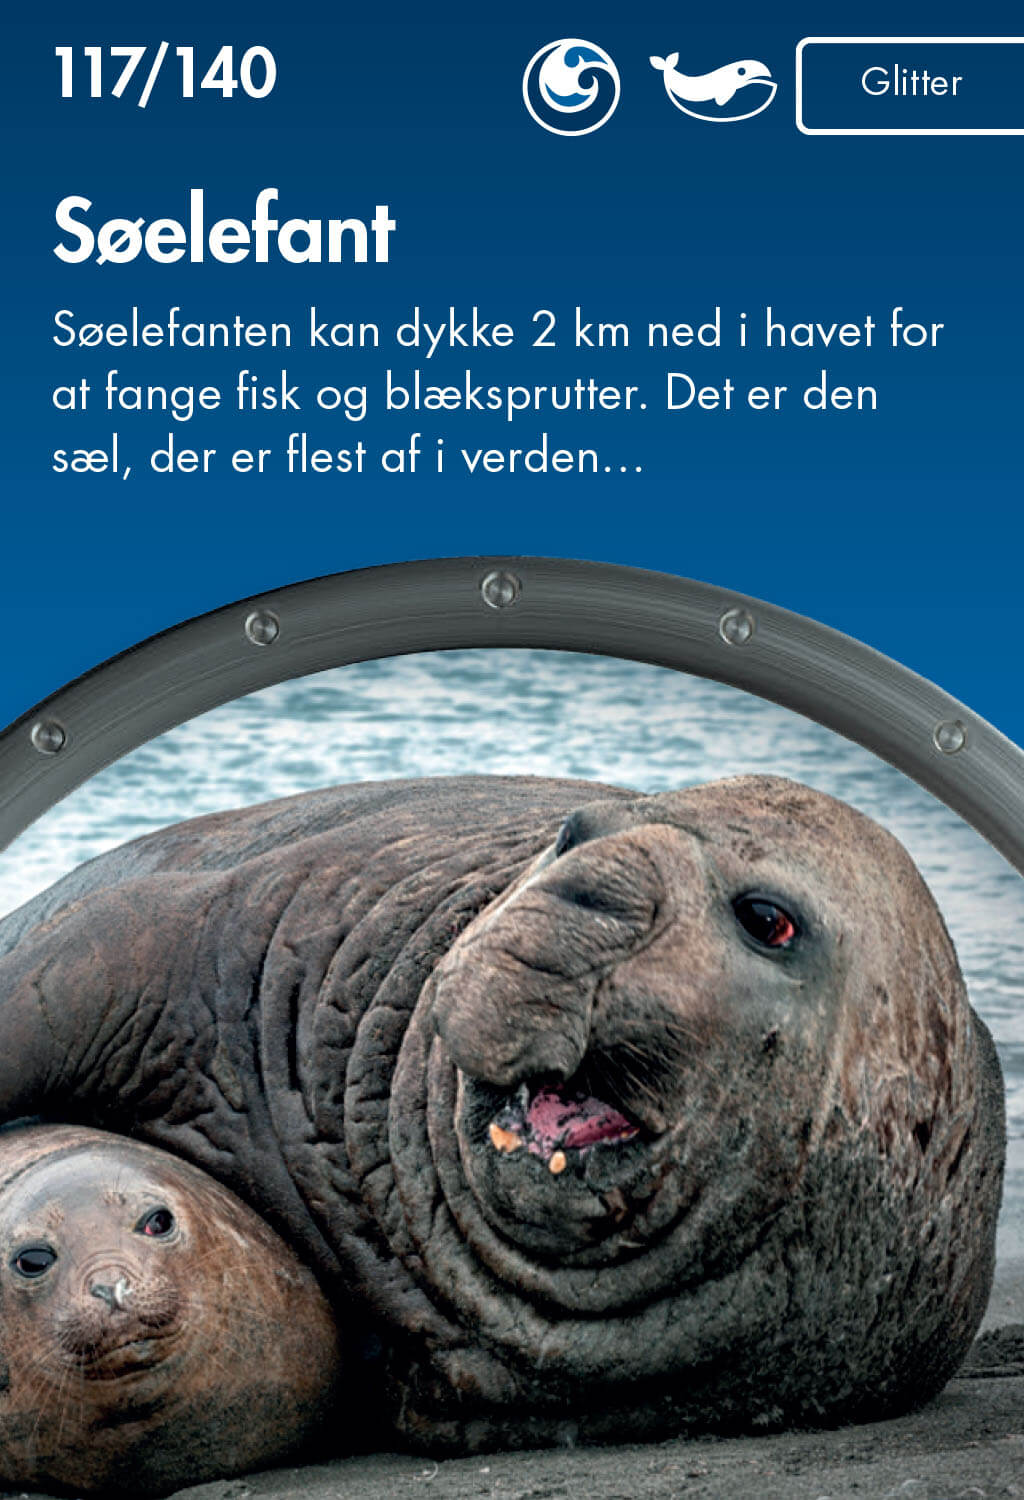 117/140
Glitter
Søelefant
Søelefanten kan dykke 2 km ned i havet for
at fange fisk og blæksprutter. Det er den
sæl, der er flest af i verden...